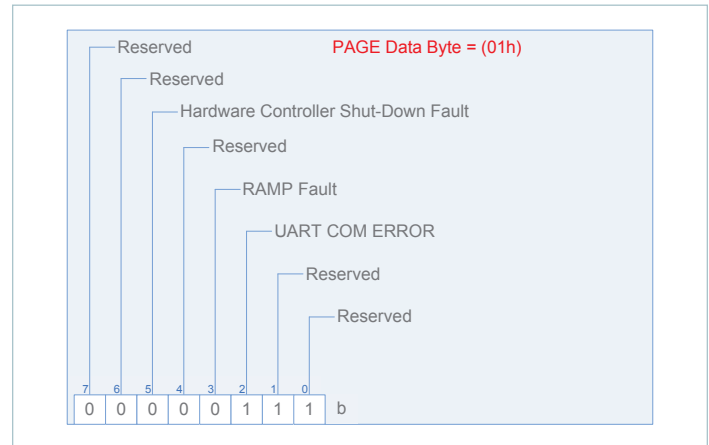 Reserved PAGE Data Byte = (01h)
Reserved
Hardware Controller Shut-Down Fault
Reserved
RAMP Fault
UART COM ERROR
Reserved
Reserved
7 6 5 4 3 2 1 0
0 0 0 0 0 1 1 1 b